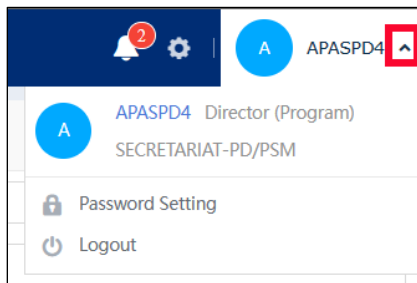 2
A APASPD4
A APASPD4 Director (Program)
SECRETARIAT-PD/PSM
Password Setting
Logout